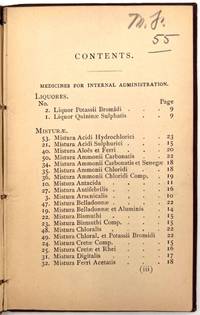 55
CONTENTS.
MEDICINES FOR INTERNAL ADMINISTRATION.
LIQUORES.
No. Page
2. Liquor Potassii Bromidi . . . 9
1. Liquor Quininæ Sulphatis . . 9
MISTURÆ.
53. Mistura Acidi Hydrochlorici . . 23
21. Mistura Acidi Sulphurici . . 15
40. Mistura Aloës et Ferri . . . 20
50. Mistura Ammonii Carbonatis . . 22
34. Mistura Ammonii Carbonatis et Senegæ 18
35. Mistura Ammonii Chloridi . . 18
36. Mistura Ammonii Chloridi Comp. . 19
10. Mistura Antacida . . . 11
27. Mistura Antifebrilis . . . 16
3. Mistura Arsenicalis . . . 10
47. Mistura Belladonnæ . . . 22
19. Mistura Belladonnæ et Aluminis . 14
22. Mistura Bismuthi . . . 15
23. Mistura Bismuthi Comp. . . 15
48. Mistura Chloralis . . . 22
49. Mistura Chloral. et Potassii Bromidi 22
24. Mistura Cretæ Comp. . . 15
25. Mistura Cretæ et Rhei . . 16
31. Mistura Digitalis . . . 17
32. Mistura Ferri Acetatis . . 18
(iii)